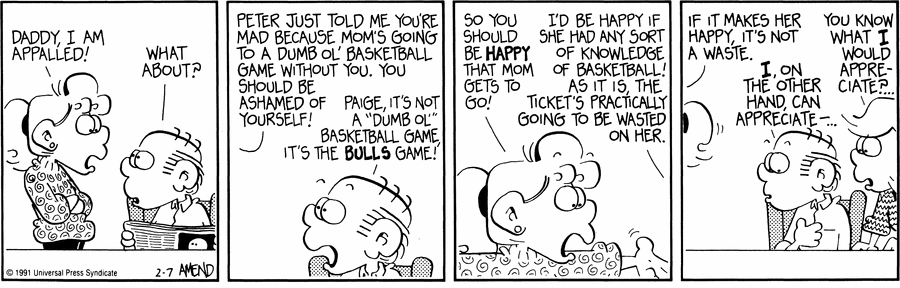 DADDY, I AM
APPALLED!
WHAT
ABOUT?
© 1991 Universal Press Syndicate
2-7 AMEND
PETER JUST TOLD ME YOU'RE
MAD BECAUSE MOM'S GOING
TO A DUMB OL' BASKETBALL
GAME WITHOUT YOU. YOU
SHOULD BE
ASHAMED OF
YOURSELF!
PAIGE, IT'S NOT
A "DUMB OL'"
BASKETBALL GAME,
IT'S THE BULLS GAME!
SO YOU
SHOULD
BE HAPPY
THAT MOM
GETS TO
GO!
I'D BE HAPPY IF
SHE HAD ANY SORT
OF KNOWLEDGE
OF BASKETBALL!
AS IT IS, THE
TICKET'S PRACTICALLY
GOING TO BE WASTED
ON HER.
IF IT MAKES HER
HAPPY, IT'S NOT
A WASTE.
I, ON
THE OTHER
HAND, CAN
APPRECIATE—...
YOU KNOW
WHAT I
WOULD
APPRE-
CIATE?...